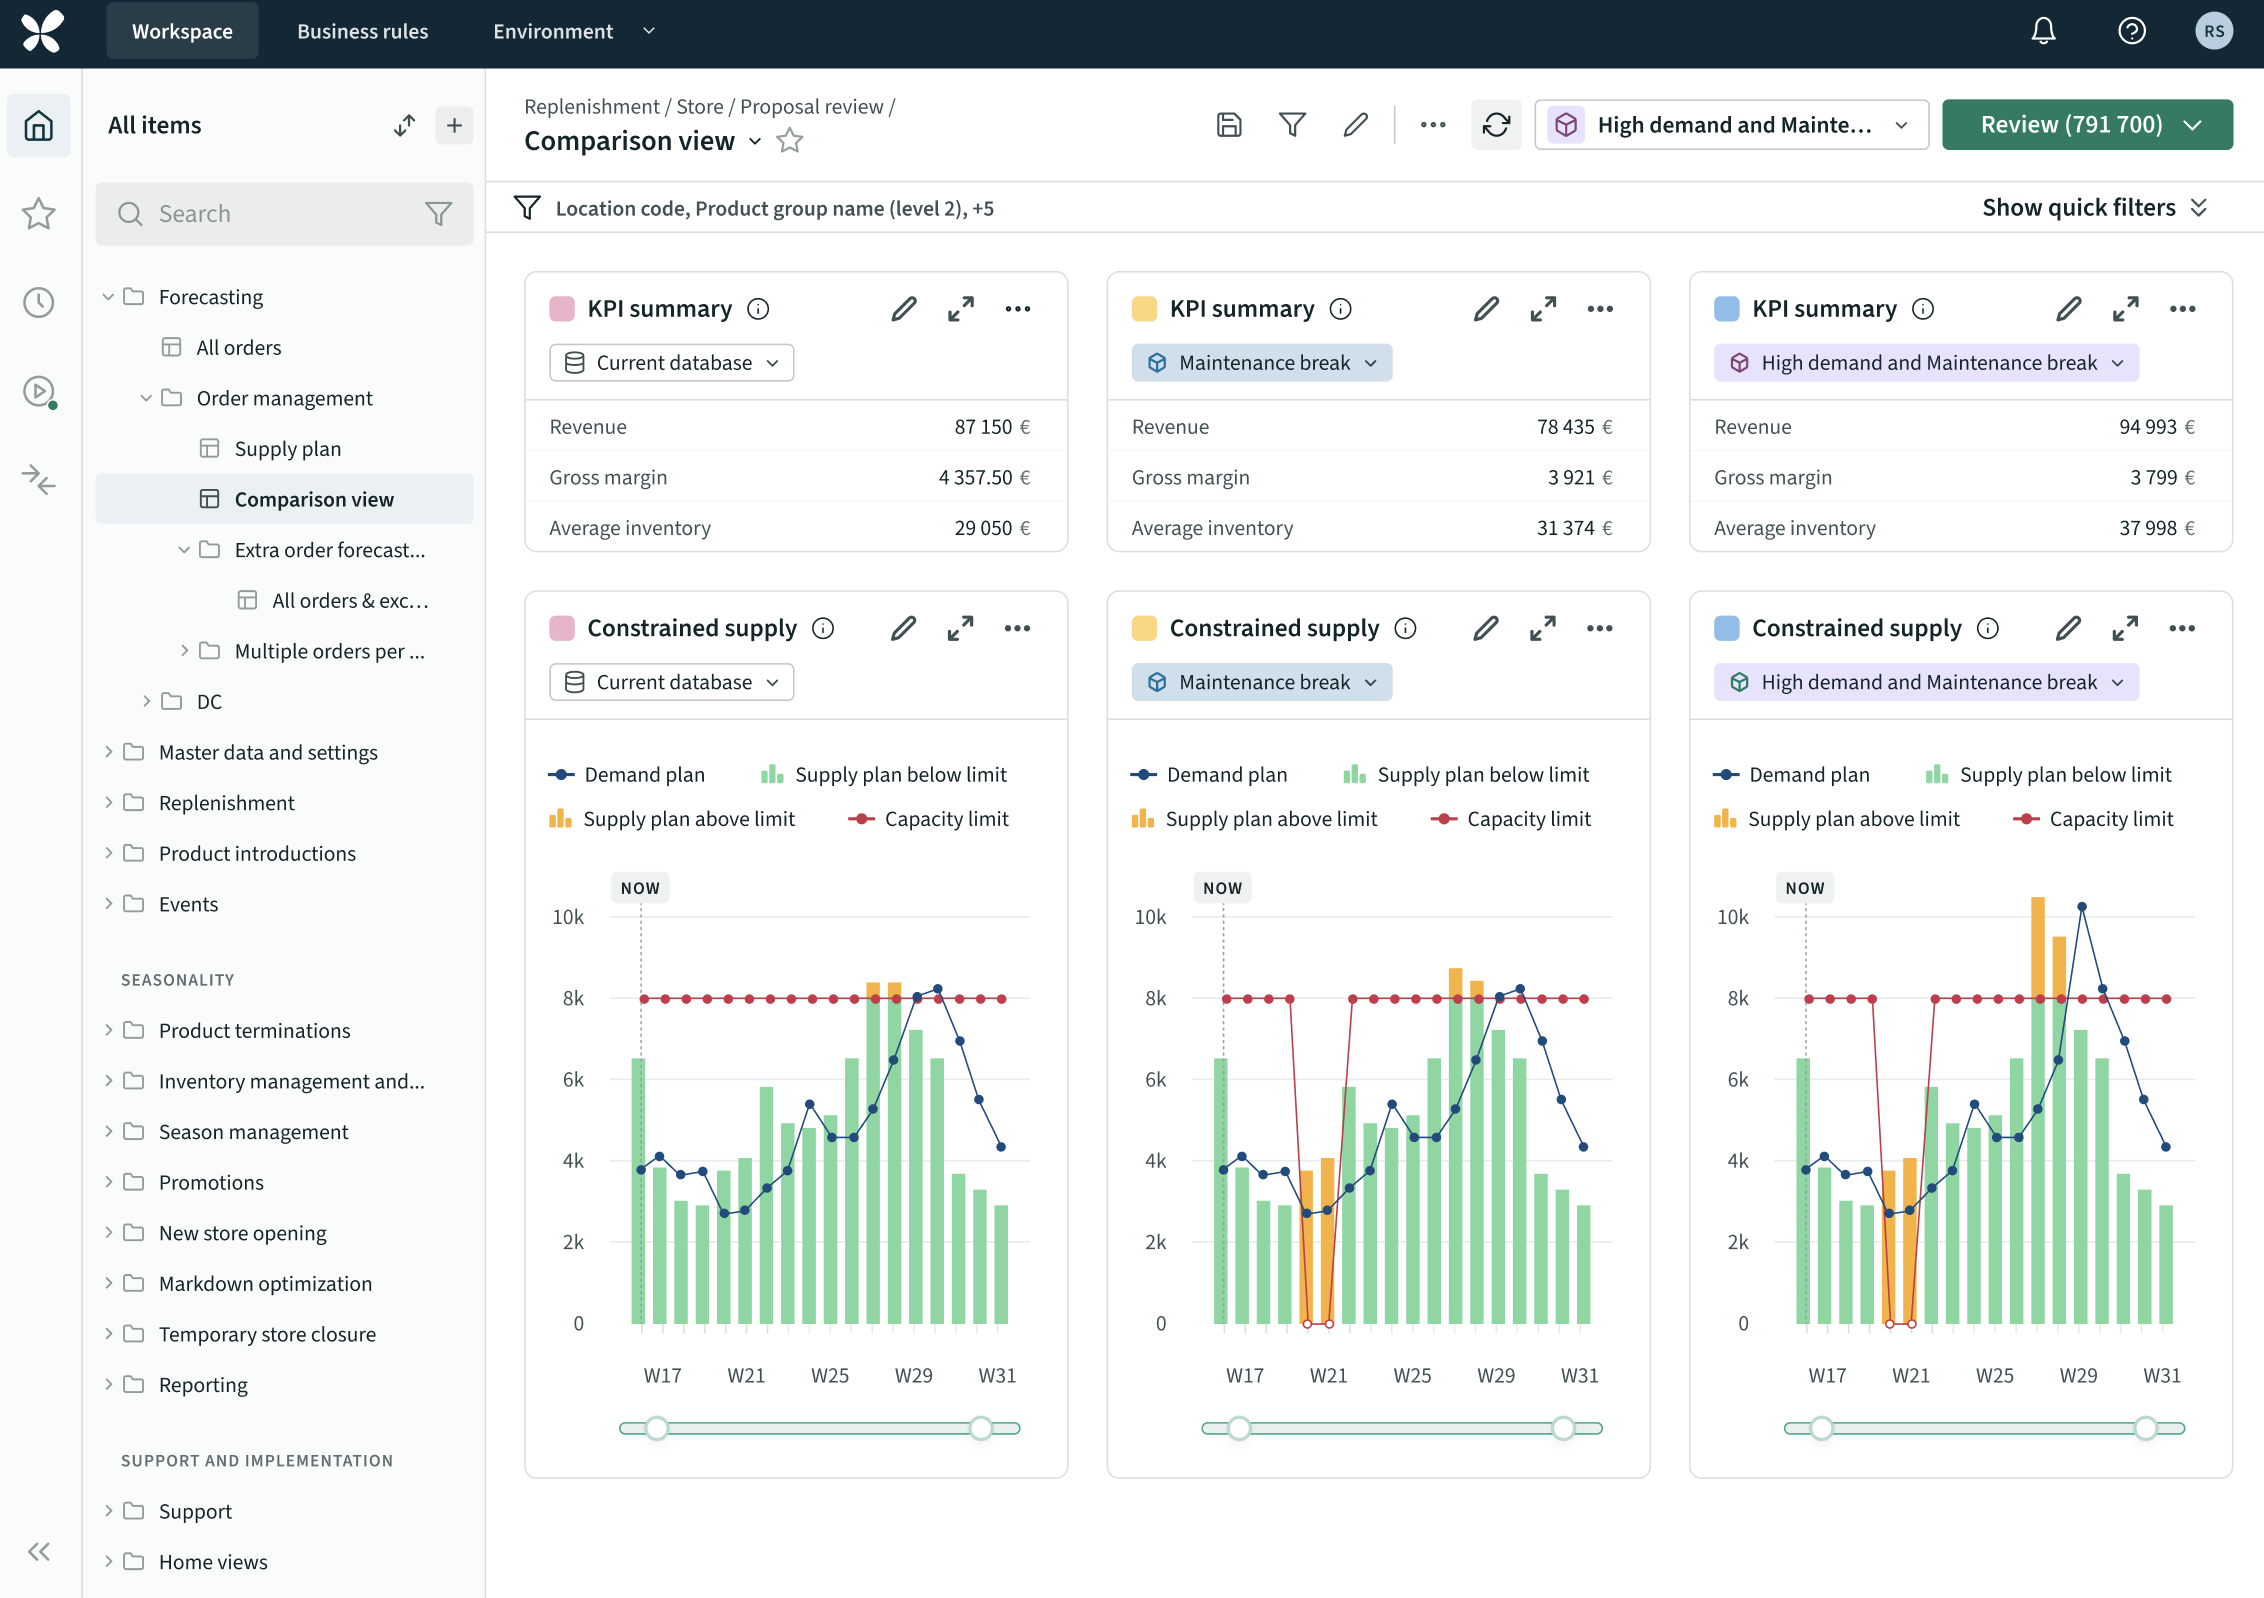 Workspace
Business rules
Environment
RS
All items
Search
Forecasting
All orders
Order management
Supply plan
Comparison view
Extra order forecast...
All orders & exc...
Multiple orders per ...
DC
Master data and settings
Replenishment
Product introductions
Events
SEASONALITY
Product terminations
Inventory management and...
Season management
Promotions
New store opening
Markdown optimization
Temporary store closure
Reporting
SUPPORT AND IMPLEMENTATION
Support
Home views
Replenishment / Store / Proposal review /
Comparison view
High demand and Mainte...
Review (791 700)
Location code, Product group name (level 2), +5
Show quick filters
KPI summary
Current database
Revenue 87 150 €
Gross margin 4 357.50 €
Average inventory 29 050 €
KPI summary
Maintenance break
Revenue 78 435 €
Gross margin 3 921 €
Average inventory 31 374 €
KPI summary
High demand and Maintenance break
Revenue 94 993 €
Gross margin 3 799 €
Average inventory 37 998 €
Constrained supply
Current database
Demand plan Supply plan below limit
Supply plan above limit Capacity limit
NOW
10k
8k
6k
4k
2k
0
W17 W21 W25 W29 W31
Constrained supply
Maintenance break
Demand plan Supply plan below limit
Supply plan above limit Capacity limit
NOW
10k
8k
6k
4k
2k
0
W17 W21 W25 W29 W31
Constrained supply
High demand and Maintenance break
Demand plan Supply plan below limit
Supply plan above limit Capacity limit
NOW
10k
8k
6k
4k
2k
0
W17 W21 W25 W29 W31